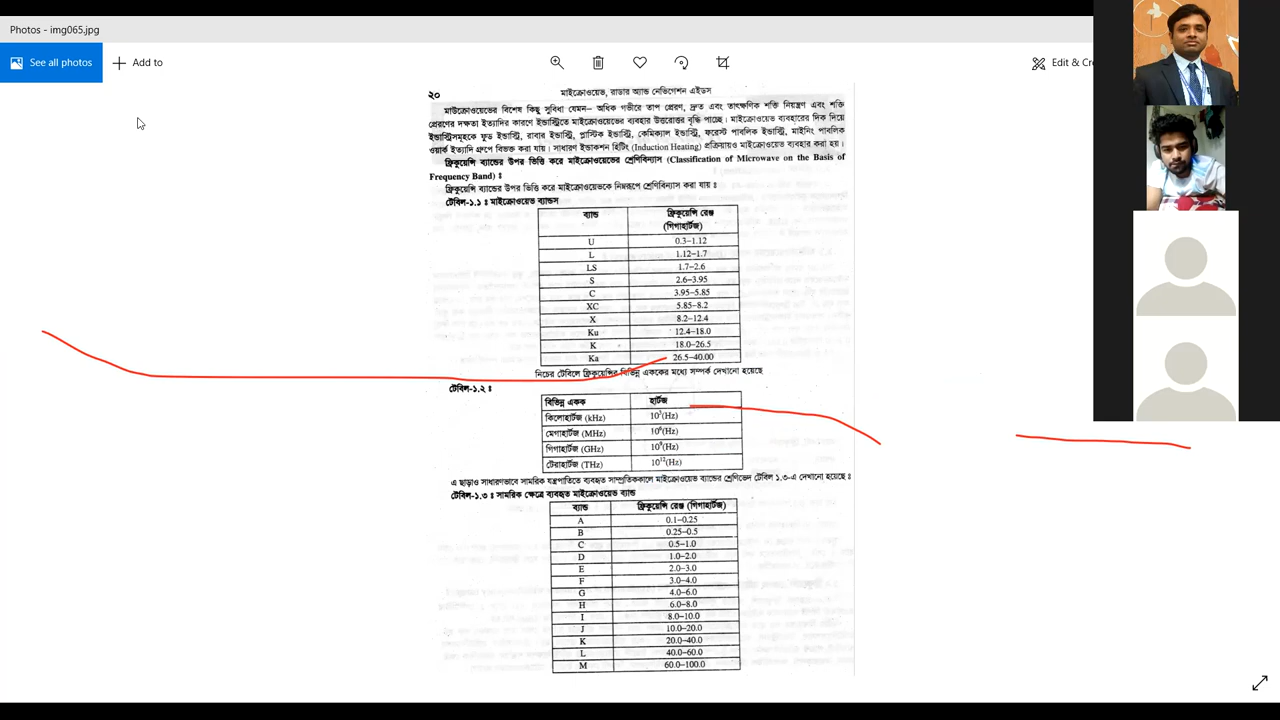 Photos - img065.jpg
See all photos
Add to
Edit & Cr
২০
মাইক্রোওয়েভ, রাডার অ্যান্ড নেভিগেশন এইডস
মাউক্রোওয়েভের বিশেষ কিছু সুবিধা যেমন– অধিক গভীরে তাপ প্রেরণ, দ্রুত এবং তাৎক্ষণিক শক্তি নিয়ন্ত্রণ এবং শক্তি
প্রেরণের দক্ষতা ইত্যাদির কারণে ইন্ডাস্ট্রিতে মাইক্রোওয়েভের ব্যবহার উত্তরোত্তর বৃদ্ধি পাচ্ছে। মাইক্রোওয়েভ ব্যবহারের দিক দিয়ে
ইন্ডাস্ট্রিসমূহকে ফুড ইন্ডাস্ট্রি, রাবার ইন্ডাস্ট্রি, প্লাস্টিক ইন্ডাস্ট্রি, কেমিক্যাল ইন্ডাস্ট্রি, ফরেস্ট পাবলিক ইন্ডাস্ট্রি, মাইনিং পাবলিক
ওয়ার্ক ইত্যাদি গ্রুপে বিভক্ত করা যায়। সাধারণ ইন্ডাকশন হিটিং (Induction Heating) প্রক্রিয়ায়ও মাইক্রোওয়েভ ব্যবহার করা হয়।
ফ্রিকুয়েন্সি ব্যান্ডের উপর ভিত্তি করে মাইক্রোওয়েভের শ্রেণিবিন্যাস (Classification of Microwave on the Basis of
Frequency Band) :
ফ্রিকুয়েন্সি ব্যান্ডের উপর ভিত্তি করে মাইক্রোওয়েভকে নিম্নরূপে শ্রেণিবিন্যাস করা যায় :
টেবিল-১.১ : মাইক্রোওয়েভ ব্যান্ডস
ব্যান্ড ফ্রিকুয়েন্সি রেঞ্জ
(গিগাহার্টজ)
U 0.3–1.12
L 1.12–1.7
LS 1.7–2.6
S 2.6–3.95
C 3.95–5.85
XC 5.85–8.2
X 8.2–12.4
Ku 12.4–18.0
K 18.0–26.5
Ka 26.5–40.00
নিচের টেবিলে ফ্রিকুয়েন্সির বিভিন্ন এককের মধ্যে সম্পর্ক দেখানো হয়েছে
টেবিল-১.২ :
বিভিন্ন একক হার্টজ
কিলোহার্টজ (kHz) 10³(Hz)
মেগাহার্টজ (MHz) 10⁶(Hz)
গিগাহার্টজ (GHz) 10⁹(Hz)
টেরাহার্টজ (THz) 10¹²(Hz)
এ ছাড়াও সাধারণভাবে সামরিক যন্ত্রপাতিতে ব্যবহৃত সাম্প্রতিককালে মাইক্রোওয়েভ ব্যান্ডের শ্রেণিভেদ টেবিল ১.৩-এ দেখানো হয়েছে :
টেবিল-১.৩ : সামরিক ক্ষেত্রে ব্যবহৃত মাইক্রোওয়েভ ব্যান্ড
ব্যান্ড ফ্রিকুয়েন্সি রেঞ্জ (গিগাহার্টজ)
A 0.1–0.25
B 0.25–0.5
C 0.5–1.0
D 1.0–2.0
E 2.0–3.0
F 3.0–4.0
G 4.0–6.0
H 6.0–8.0
I 8.0–10.0
J 10.0–20.0
K 20.0–40.0
L 40.0–60.0
M 60.0–100.0